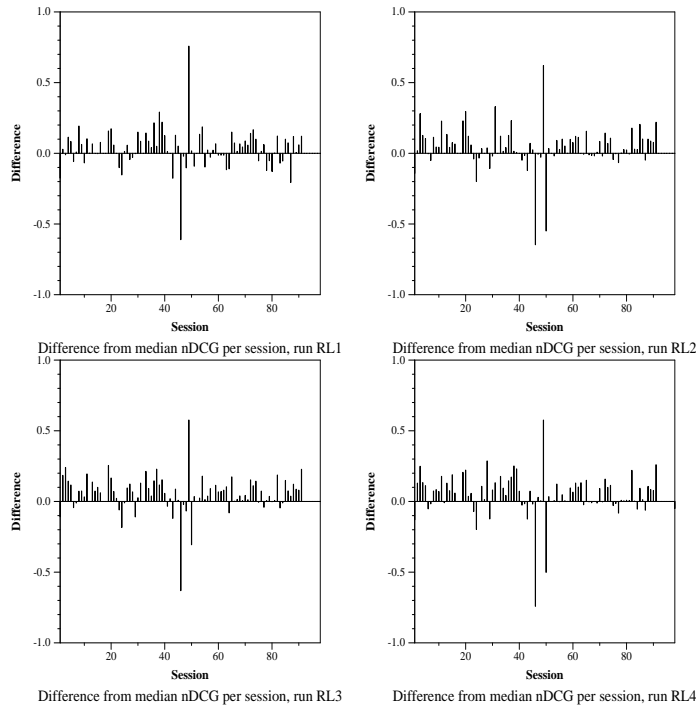 1.0
0.5
0.0
-0.5
-1.0
Difference
20 40 60 80
Session
Difference from median nDCG per session, run RL1
1.0
0.5
0.0
-0.5
-1.0
Difference
20 40 60 80
Session
Difference from median nDCG per session, run RL2
1.0
0.5
0.0
-0.5
-1.0
Difference
20 40 60 80
Session
Difference from median nDCG per session, run RL3
1.0
0.5
0.0
-0.5
-1.0
Difference
20 40 60 80
Session
Difference from median nDCG per session, run RL4